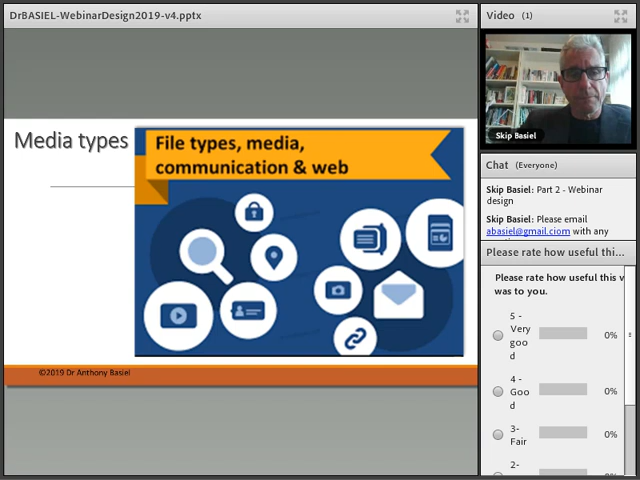 DrBASIEL-WebinarDesign2019-v4.pptx
Media types
File types, media,
communication & web
©2019 Dr Anthony Basiel
Video (1)
Skip Basiel
Chat (Everyone)
Skip Basiel: Part 2 - Webinar
design
Skip Basiel: Please email
abasiel@gmail.ciom with any
Please rate how useful thi...
Please rate how useful this v
was to you.
5 -
Very
goo
d
0%
4 -
Goo
d
0%
3-
Fair
0%
2-